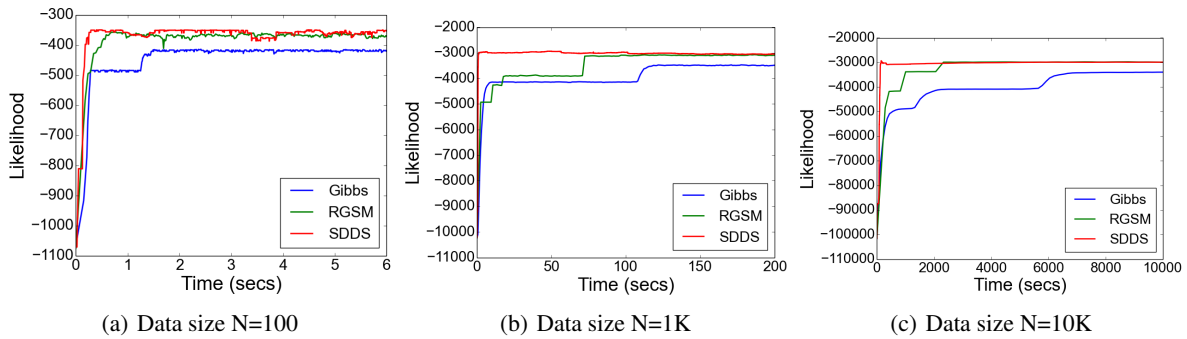 −300
−400
−500
−600
−700
−800
−900
−1000
−1100
Likelihood
Gibbs
RGSM
SDDS
0 1 2 3 4 5 6
Time (secs)
(a) Data size N=100
−2000
−3000
−4000
−5000
−6000
−7000
−8000
−9000
−10000
−11000
Likelihood
Gibbs
RGSM
SDDS
0 50 100 150 200
Time (secs)
(b) Data size N=1K
−20000
−30000
−40000
−50000
−60000
−70000
−80000
−90000
−100000
−110000
Likelihood
Gibbs
RGSM
SDDS
0 2000 4000 6000 8000 10000
Time (secs)
(c) Data size N=10K